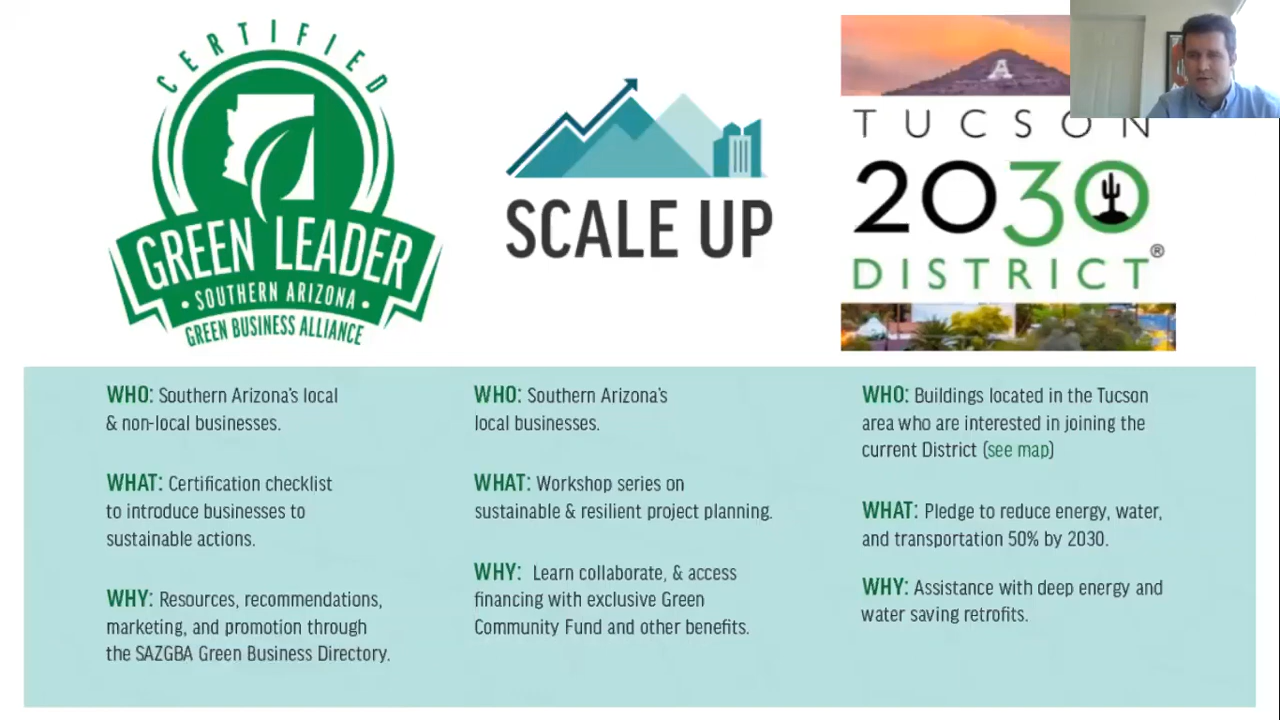 CERTIFIED
GREEN LEADER
• SOUTHERN ARIZONA •
GREEN BUSINESS ALLIANCE
WHO: Southern Arizona's local
& non-local businesses.
WHAT: Certification checklist
to introduce businesses to
sustainable actions.
WHY: Resources, recommendations,
marketing, and promotion through
the SAZGBA Green Business Directory.
SCALE UP
WHO: Southern Arizona's
local businesses.
WHAT: Workshop series on
sustainable & resilient project planning.
WHY: Learn collaborate, & access
financing with exclusive Green
Community Fund and other benefits.
A
TUCSON
2030
DISTRICT®
WHO: Buildings located in the Tucson
area who are interested in joining the
current District (see map)
WHAT: Pledge to reduce energy, water,
and transportation 50% by 2030.
WHY: Assistance with deep energy and
water saving retrofits.